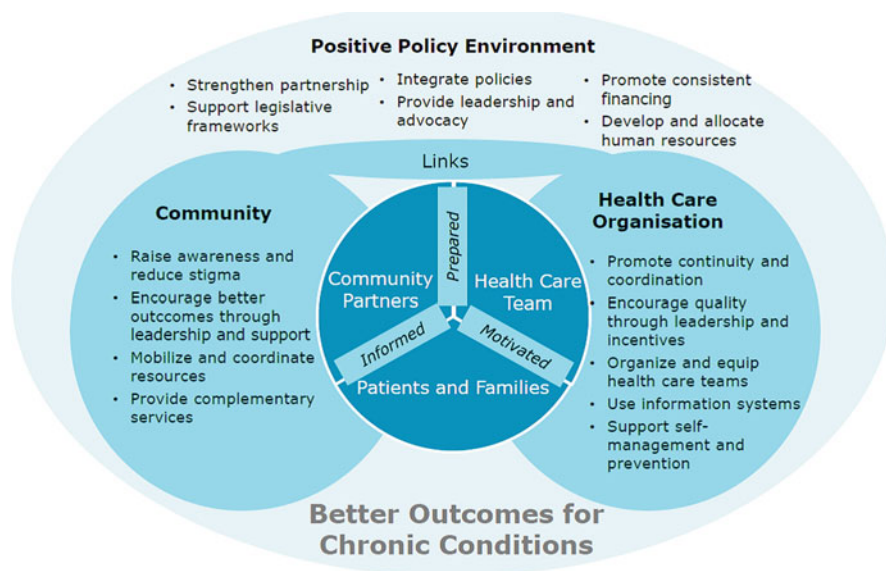 Positive Policy Environment
• Strengthen partnership
• Support legislative
frameworks
• Integrate policies
• Provide leadership and
advocacy
• Promote consistent
financing
• Develop and allocate
human resources
Links
Community
• Raise awareness and
reduce stigma
• Encourage better
outccomes through
leadership and support
• Mobilize and coordinate
resources
• Provide complementary
services
Community
Partners
Prepared
Health Care
Team
Informed
Motivated
Patients and Families
Health Care
Organisation
• Promote continuity and
coordination
• Encourage quality
through leadership and
incentives
• Organize and equip
health care teams
• Use information systems
• Support self-
management and
prevention
Better Outcomes for
Chronic Conditions